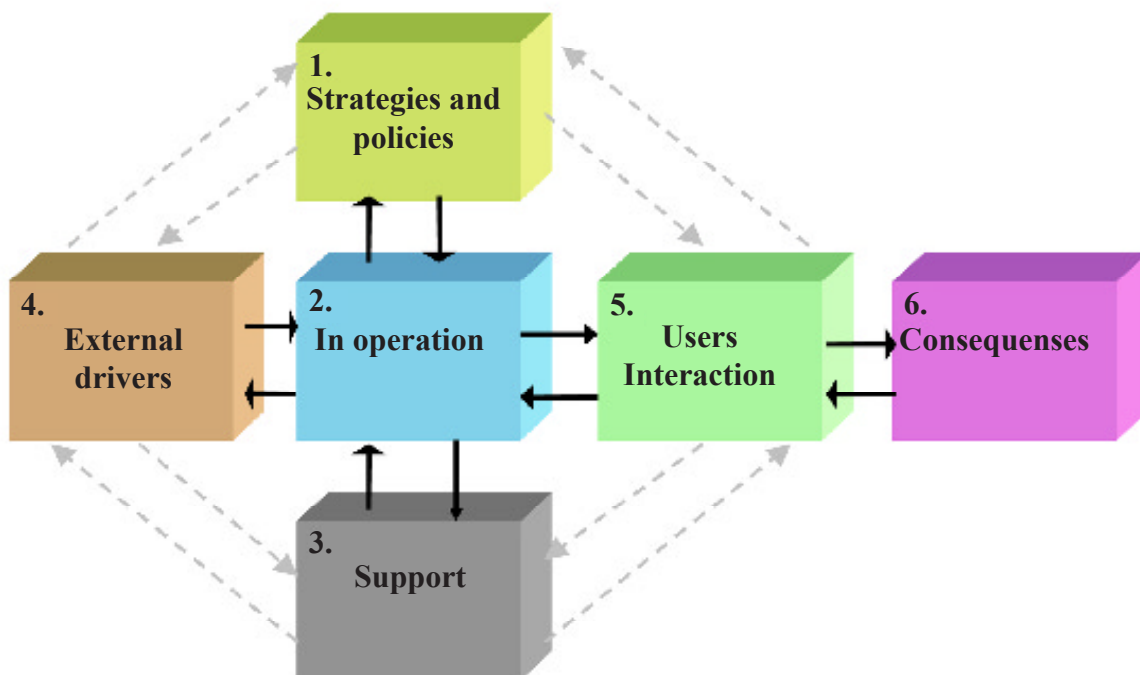 1.
Strategies and
policies
4.
External
drivers
2.
In operation
5.
Users
Interaction
6.
Consequenses
3.
Support